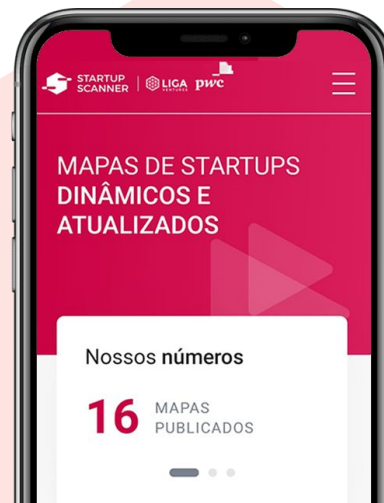 STARTUP
SCANNER
LIGA
VENTURES
pwc
MAPAS DE STARTUPS
DINÂMICOS E
ATUALIZADOS
Nossos números
16 MAPAS
PUBLICADOS